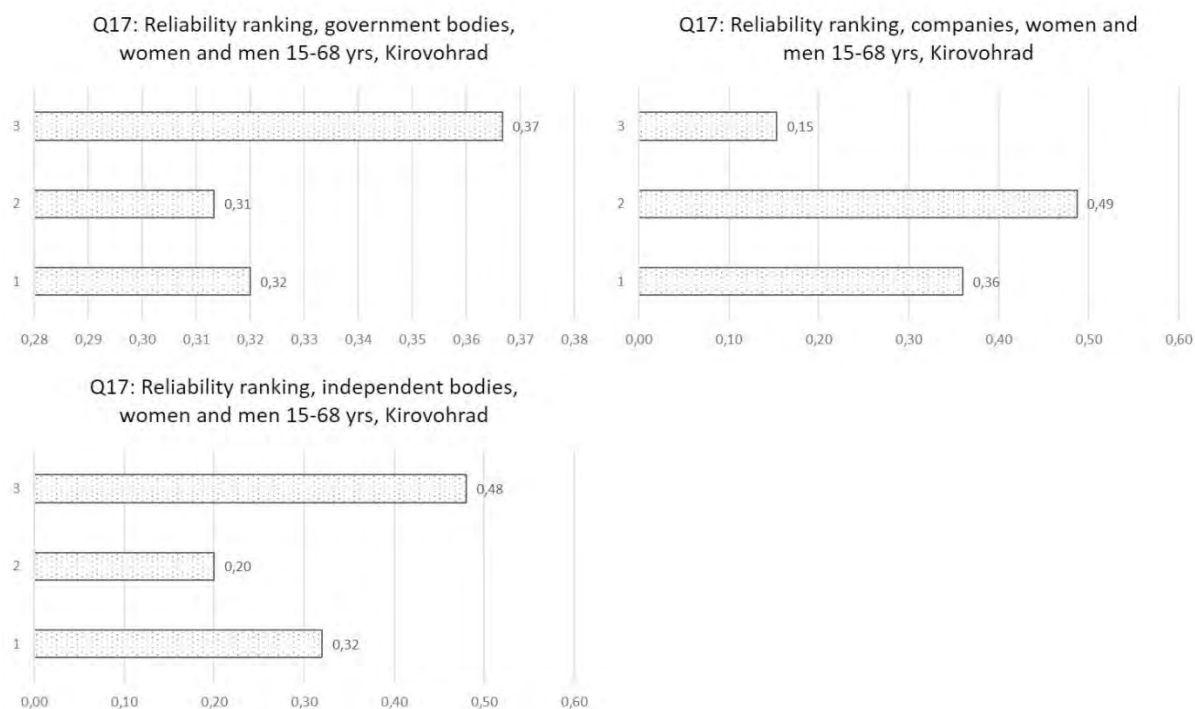 Q17: Reliability ranking, government bodies,
women and men 15-68 yrs, Kirovohrad
3
0,37
2
0,31
1
0,32
0,28 0,29 0,30 0,31 0,32 0,33 0,34 0,35 0,36 0,37 0,38
Q17: Reliability ranking, companies, women and
men 15-68 yrs, Kirovohrad
3
0,15
2
0,49
1
0,36
0,00 0,10 0,20 0,30 0,40 0,50 0,60
Q17: Reliability ranking, independent bodies,
women and men 15-68 yrs, Kirovohrad
3
0,48
2
0,20
1
0,32
0,00 0,10 0,20 0,30 0,40 0,50 0,60